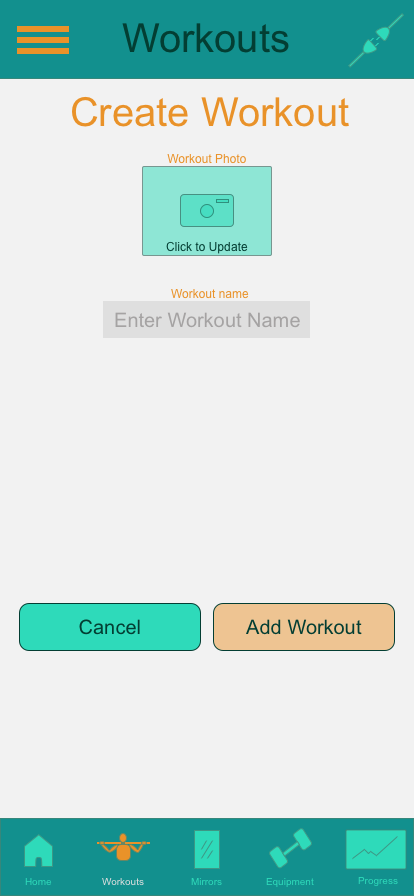 Workouts
Create Workout
Workout Photo
Click to Update
Workout name
Enter Workout Name
Cancel
Add Workout
Home
Workouts
Mirrors
Equipment
Progress